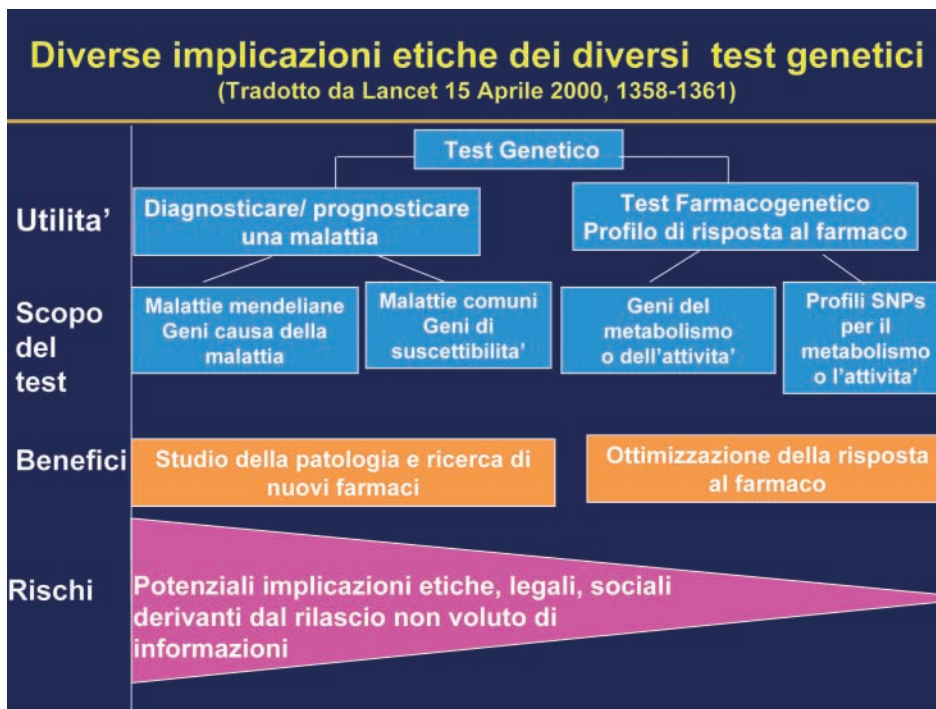 Diverse implicazioni etiche dei diversi test genetici
(Tradotto da Lancet 15 Aprile 2000, 1358-1361)
Test Genetico
Utilita’
Diagnosticare/ prognosticare
una malattia
Test Farmacogenetico
Profilo di risposta al farmaco
Scopo
del
test
Malattie mendeliane
Geni causa della
malattia
Malattie comuni
Geni di
suscettibilita’
Geni del
metabolismo
o dell’attivita’
Profili SNPs
per il
metabolismo
o l’attivita’
Benefici
Studio della patologia e ricerca di
nuovi farmaci
Ottimizzazione della risposta
al farmaco
Rischi
Potenziali implicazioni etiche, legali, sociali
derivanti dal rilascio non voluto di
informazioni